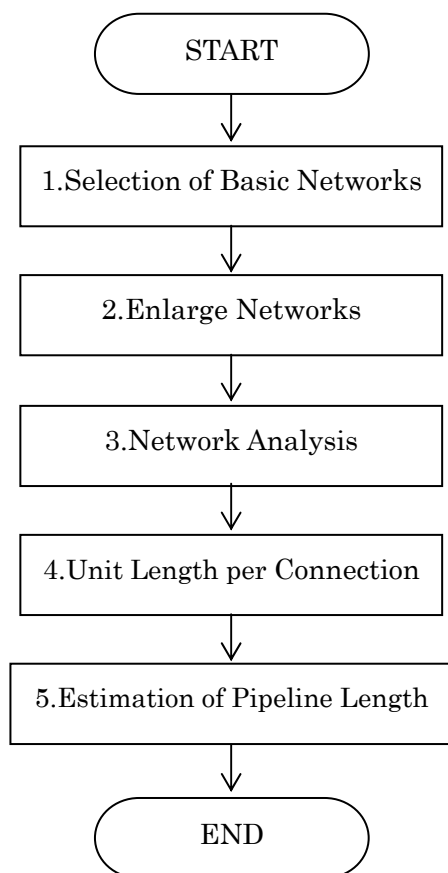 START
1.Selection of Basic Networks
2.Enlarge Networks
3.Network Analysis
4.Unit Length per Connection
5.Estimation of Pipeline Length
END